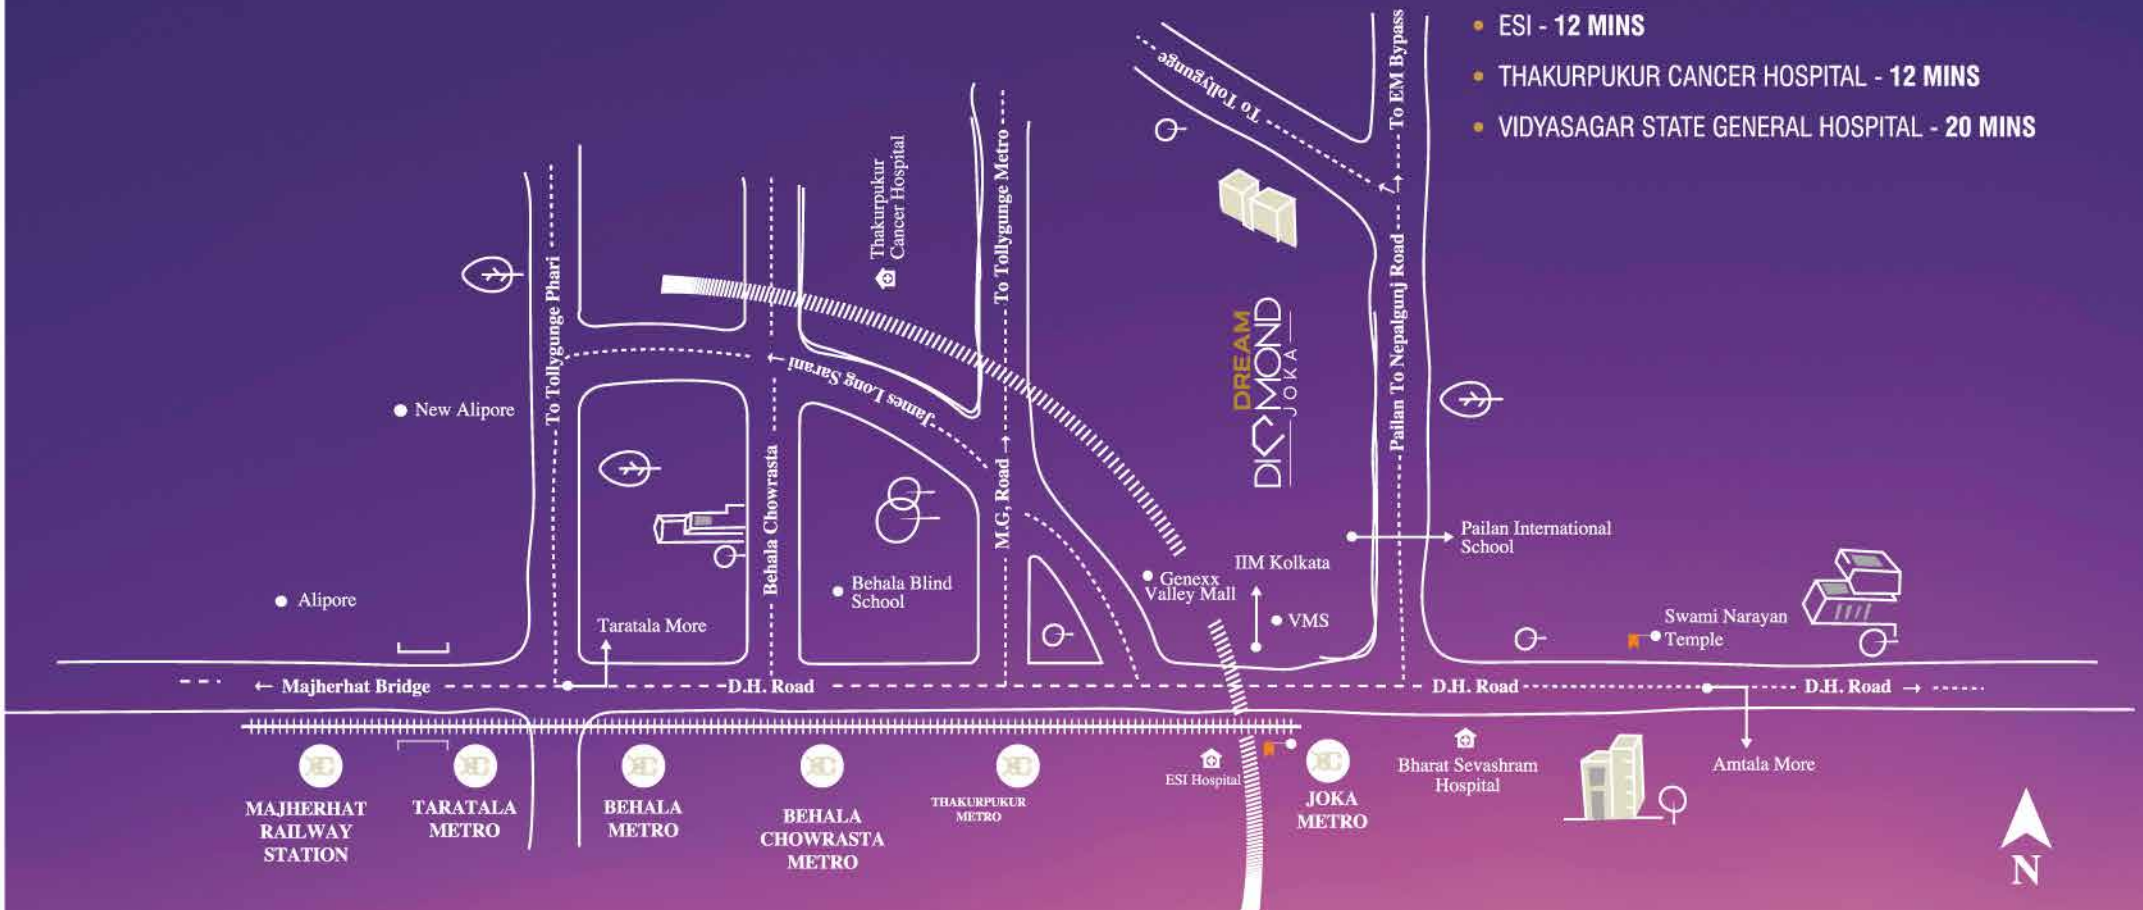 • ESI - 12 MINS
• THAKURPUKUR CANCER HOSPITAL - 12 MINS
• VIDYASAGAR STATE GENERAL HOSPITAL - 20 MINS
To Tollygunge
To EM Bypass
Thakurpukur
Cancer Hospital
To Tollygunge Metro
To Tollygunge Phari
Pailan To Nepalgunj Road
James Long Sarani
DREAM
JOKA
New Alipore
Behala Chowrasta
M.G. Road
Pailan International
School
IIM Kolkata
Genexx
Valley Mall
Behala Blind
School
Alipore
VMS
Taratala More
Swami Narayan
Temple
Majherhat Bridge
D.H. Road
D.H. Road
D.H. Road
ESI Hospital
Bharat Sevashram
Hospital
Amtala More
MAJHERHAT
RAILWAY
STATION
TARATALA
METRO
BEHALA
METRO
BEHALA
CHOWRASTA
METRO
THAKURPUKUR
METRO
JOKA
METRO
N